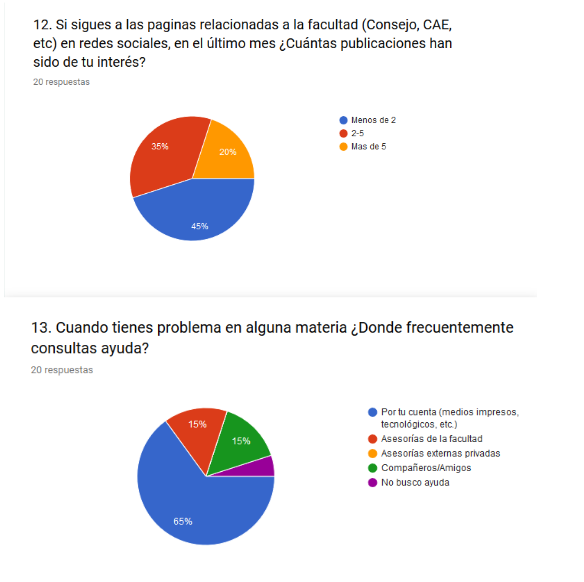 12. Si sigues a las paginas relacionadas a la facultad (Consejo, CAE,
etc) en redes sociales, en el último mes ¿Cuántas publicaciones han
sido de tu interés?
20 respuestas
35%
20%
45%
Menos de 2
2-5
Mas de 5
13. Cuando tienes problema en alguna materia ¿Donde frecuentemente
consultas ayuda?
20 respuestas
15%
15%
65%
Por tu cuenta (medios impresos,
tecnológicos, etc.)
Asesorías de la facultad
Asesorías externas privadas
Compañeros/Amigos
No busco ayuda